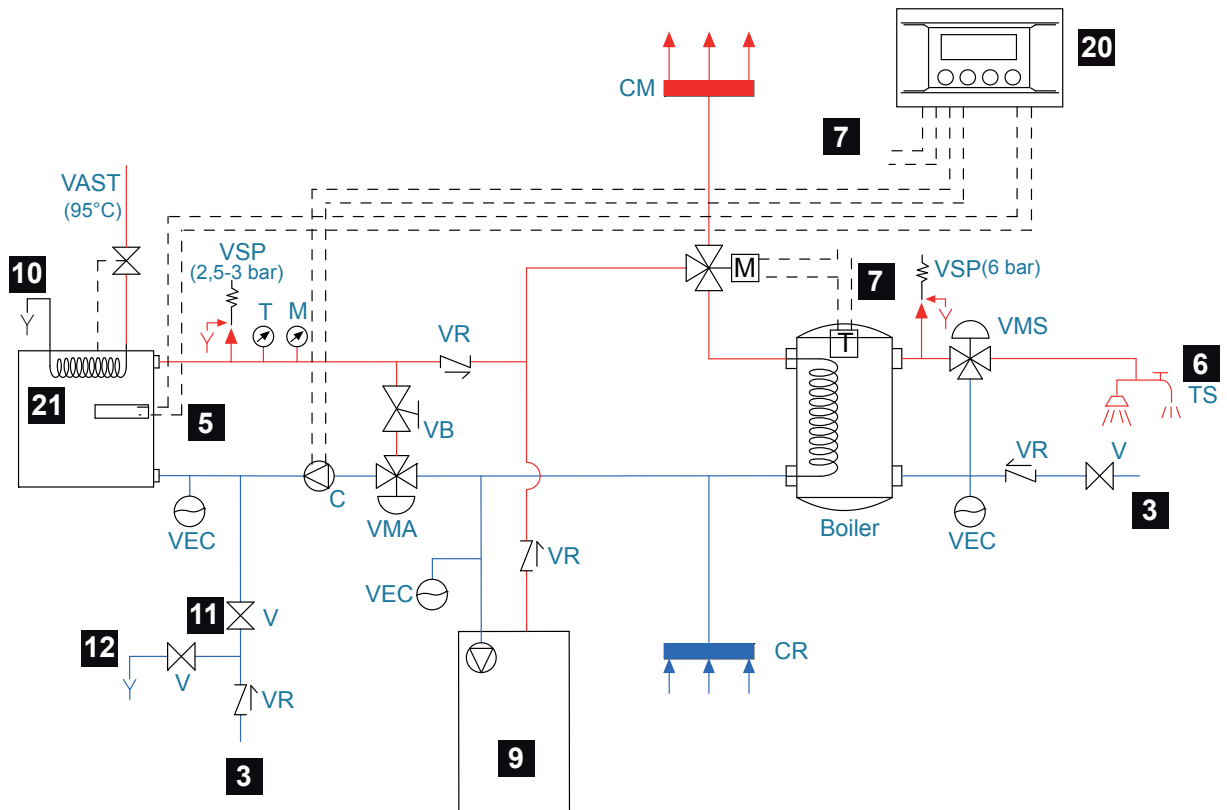 CM
20
7
VAST
(95°C)
VSP
(2,5-3 bar)
10
T
M
VR
M
7
VSP (6 bar)
VMS
T
6
TS
21
5
VB
VR
V
C
VMA
VEC
Boiler
VEC
3
VR
VEC
11
V
12
V
CR
VR
9
3